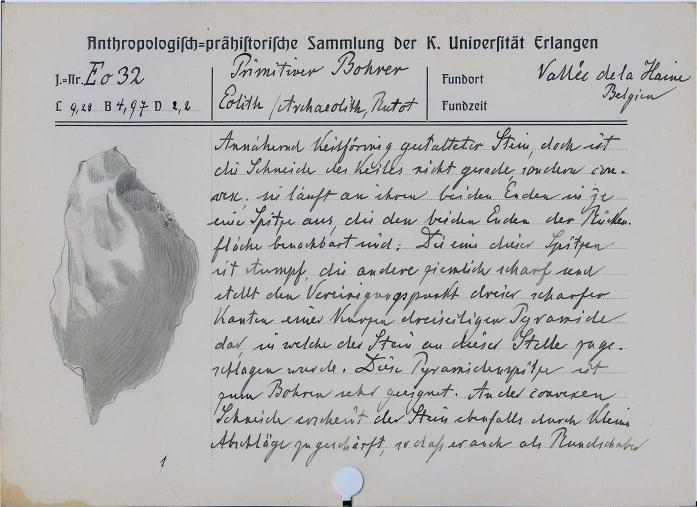 Anthropologisch=prähistorische Sammlung der K. Universität Erlangen
J.=Nr. Eo 32
Primitiver Bohrer
Fundort Vallée de la Haine
Belgien
L 9,28 B 4,97 D 2,2
Eolith / Archaeolith, Rutot
Fundzeit
Annähernd keilförmig gestalteter Stein, doch ist
die Schneide des Keiles nicht gerade, sondern con-
vex; sie läuft an ihren beiden Enden in je
eine Spitze aus, die den beiden Enden der Rücken-
fläche benachbart sind: Die eine dieser Spitzen
ist stumpf, die andere ziemlich scharf und
stellt den Vereinigungspunkt dreier scharfer
Kanten einer kurzen dreiseitigen Pyramide
dar, in welche der Stein an dieser Stelle zuge-
schlagen wurde. Diese Pyramidenspitze ist
zum Bohren sehr geeignet. An der convexen
Schneide erscheint der Stein ebenfalls durch kleine
Abschläge zugeschärft, so daß er auch als Rundschaber
1